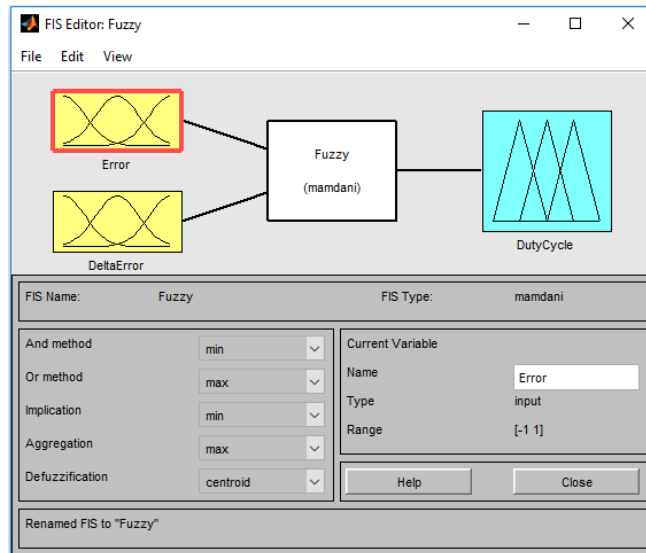 FIS Editor: Fuzzy
File Edit View
Error
DeltaError
Fuzzy
(mamdani)
DutyCycle
FIS Name: Fuzzy FIS Type: mamdani
And method min
Or method max
Implication min
Aggregation max
Defuzzification centroid
Current Variable
Name Error
Type input
Range [-1 1]
Help Close
Renamed FIS to "Fuzzy"